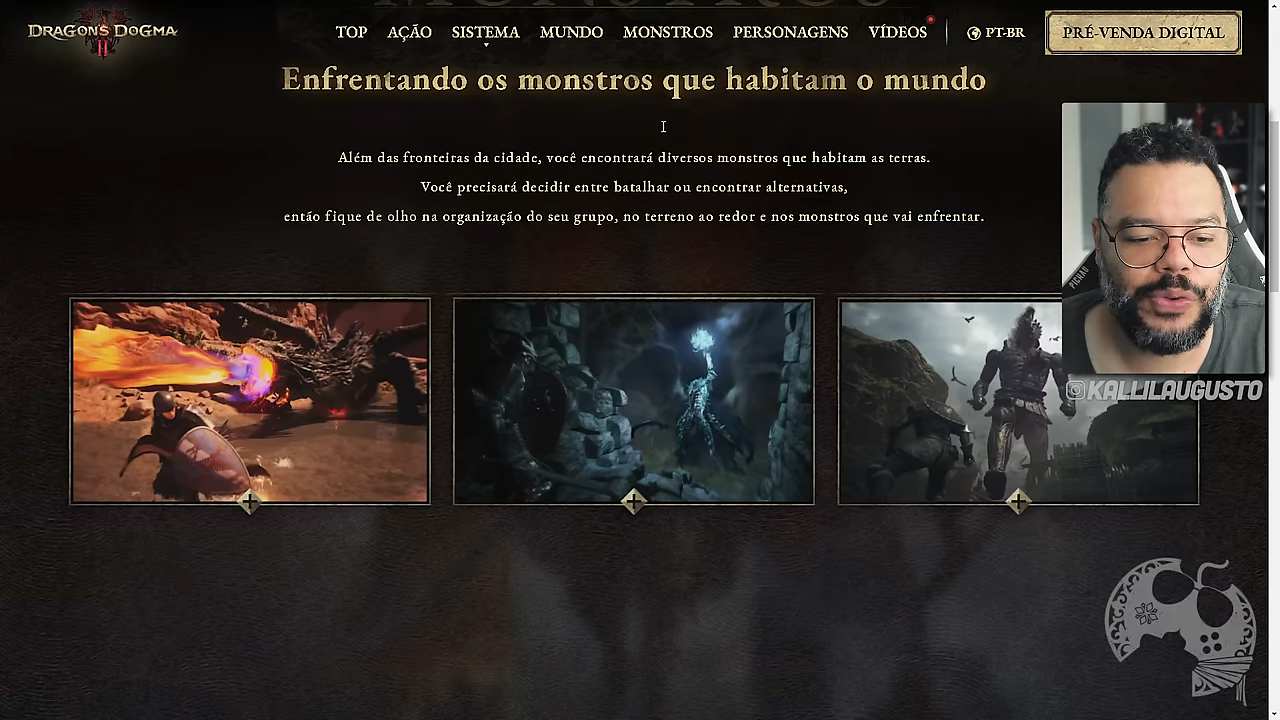 MONSTROS
DRAGON'S DOGMA
II
TOP AÇÃO SISTEMA MUNDO MONSTROS PERSONAGENS VÍDEOS PT-BR PRÉ-VENDA DIGITAL
Enfrentando os monstros que habitam o mundo
Além das fronteiras da cidade, você encontrará diversos monstros que habitam as terras.
Você precisará decidir entre batalhar ou encontrar alternativas,
então fique de olho na organização do seu grupo, no terreno ao redor e nos monstros que vai enfrentar.
PICHAU
@KALLILAUGUSTO